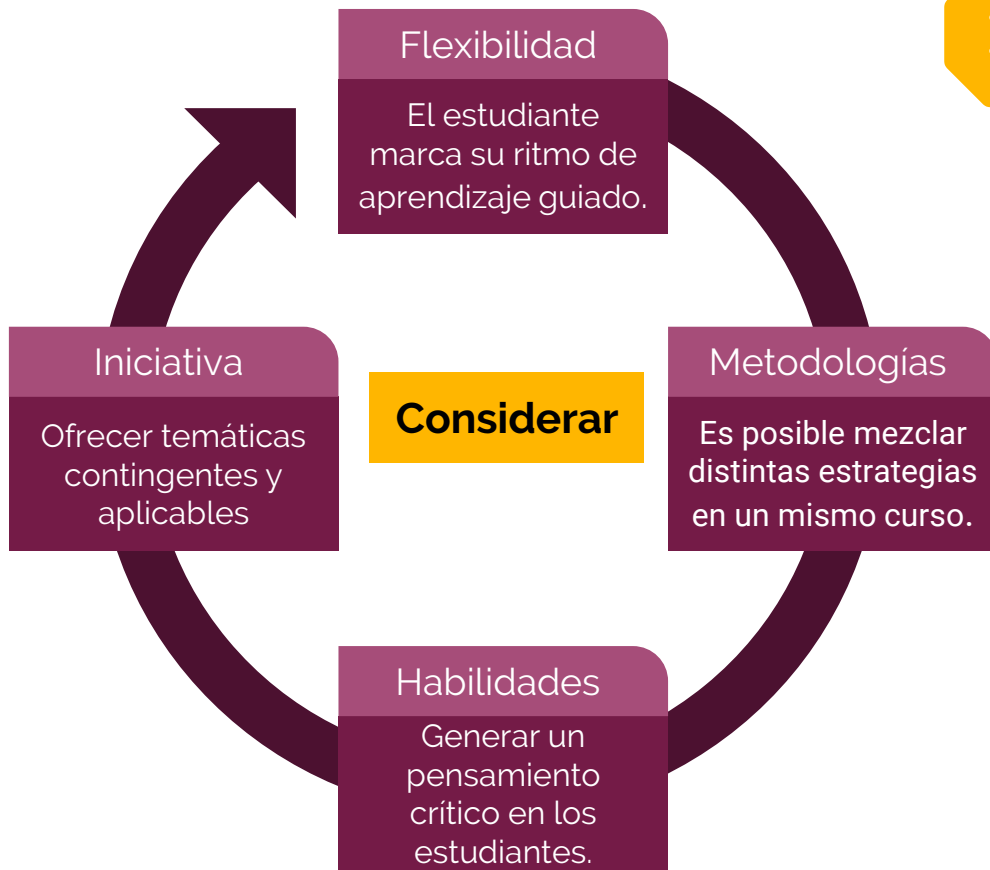 Flexibilidad
El estudiante
marca su ritmo de
aprendizaje guiado.
Iniciativa
Ofrecer temáticas
contingentes y
aplicables
Considerar
Metodologías
Es posible mezclar
distintas estrategias
en un mismo curso.
Habilidades
Generar un
pensamiento
crítico en los
estudiantes.